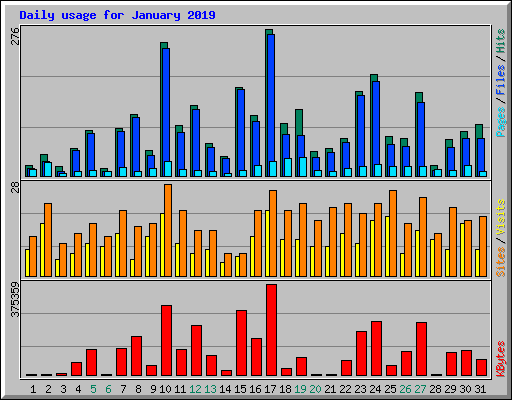 Daily usage for January 2019
276
Pages / Files / Hits
28
Sites / Visits
375359
KBytes
1 2 3 4 5 6 7 8 9 10 11 12 13 14 15 16 17 18 19 20 21 22 23 24 25 26 27 28 29 30 31